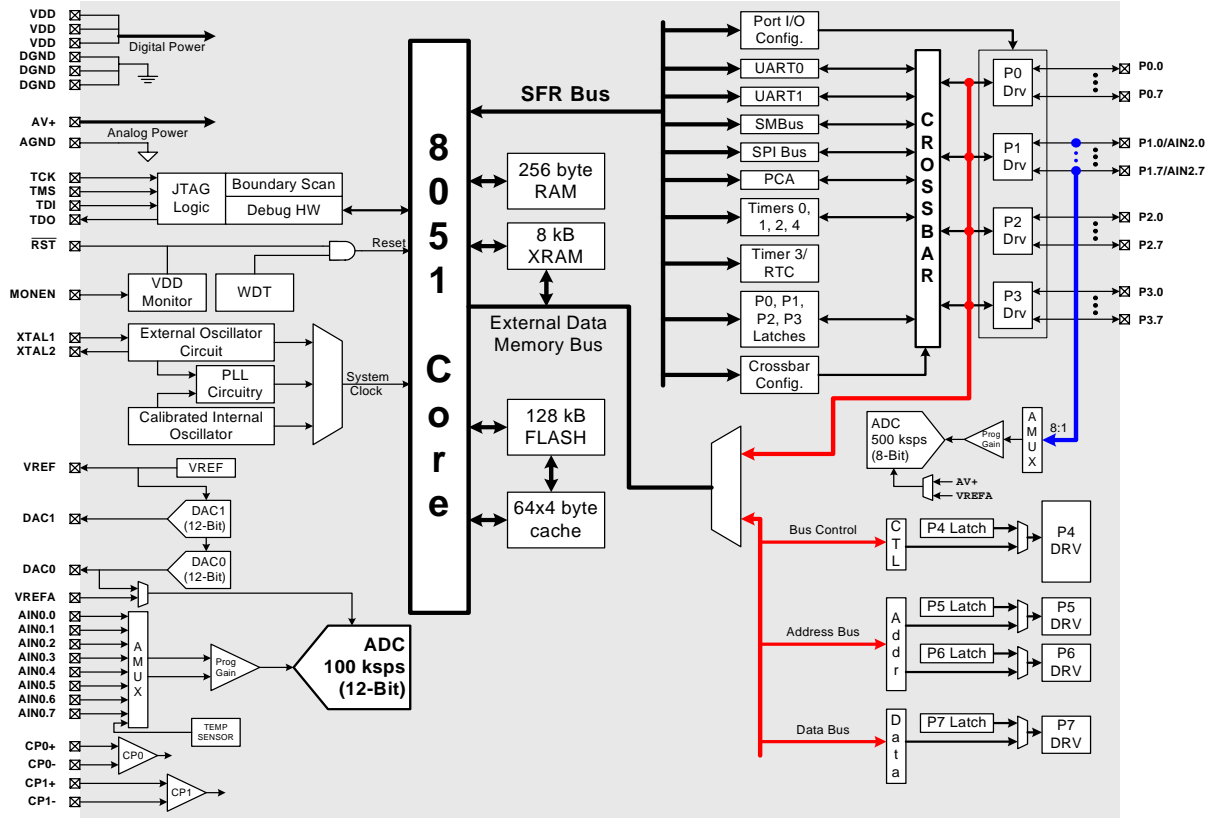 VDD
VDD
VDD
Digital Power
DGND
DGND
DGND
AV+
Analog Power
AGND
TCK
TMS
TDI
TDO
JTAG
Logic
Boundary Scan
Debug HW
RST
Reset
VDD
Monitor
WDT
MONEN
XTAL1
XTAL2
External Oscillator
Circuit
PLL
Circuitry
Calibrated Internal
Oscillator
System
Clock
VREF
VREF
DAC1
DAC1
(12-Bit)
DAC0
DAC0
(12-Bit)
VREFA
AIN0.0
AIN0.1
AIN0.2
AIN0.3
AIN0.4
AIN0.5
AIN0.6
AIN0.7
AMUX
Prog
Gain
ADC
100 ksps
(12-Bit)
TEMP
SENSOR
CP0+
CP0-
CP0
CP1+
CP1-
CP1
8051 Core
SFR Bus
256 byte
RAM
8 kB
XRAM
External Data
Memory Bus
128 kB
FLASH
64x4 byte
cache
Port I/O
Config.
UART0
UART1
SMBus
SPI Bus
PCA
Timers 0,
1, 2, 4
Timer 3/
RTC
P0, P1,
P2, P3
Latches
Crossbar
Config.
CROSSBAR
P0
Drv
P1
Drv
P2
Drv
P3
Drv
P0.0
P0.7
P1.0/AIN2.0
P1.7/AIN2.7
P2.0
P2.7
P3.0
P3.7
ADC
500 ksps
(8-Bit)
Prog
Gain
AMUX
8:1
AV+
VREFA
Bus Control
CTL
P4 Latch
P4
DRV
Address Bus
Addr
P5 Latch
P5
DRV
P6 Latch
P6
DRV
Data Bus
Data
P7 Latch
P7
DRV